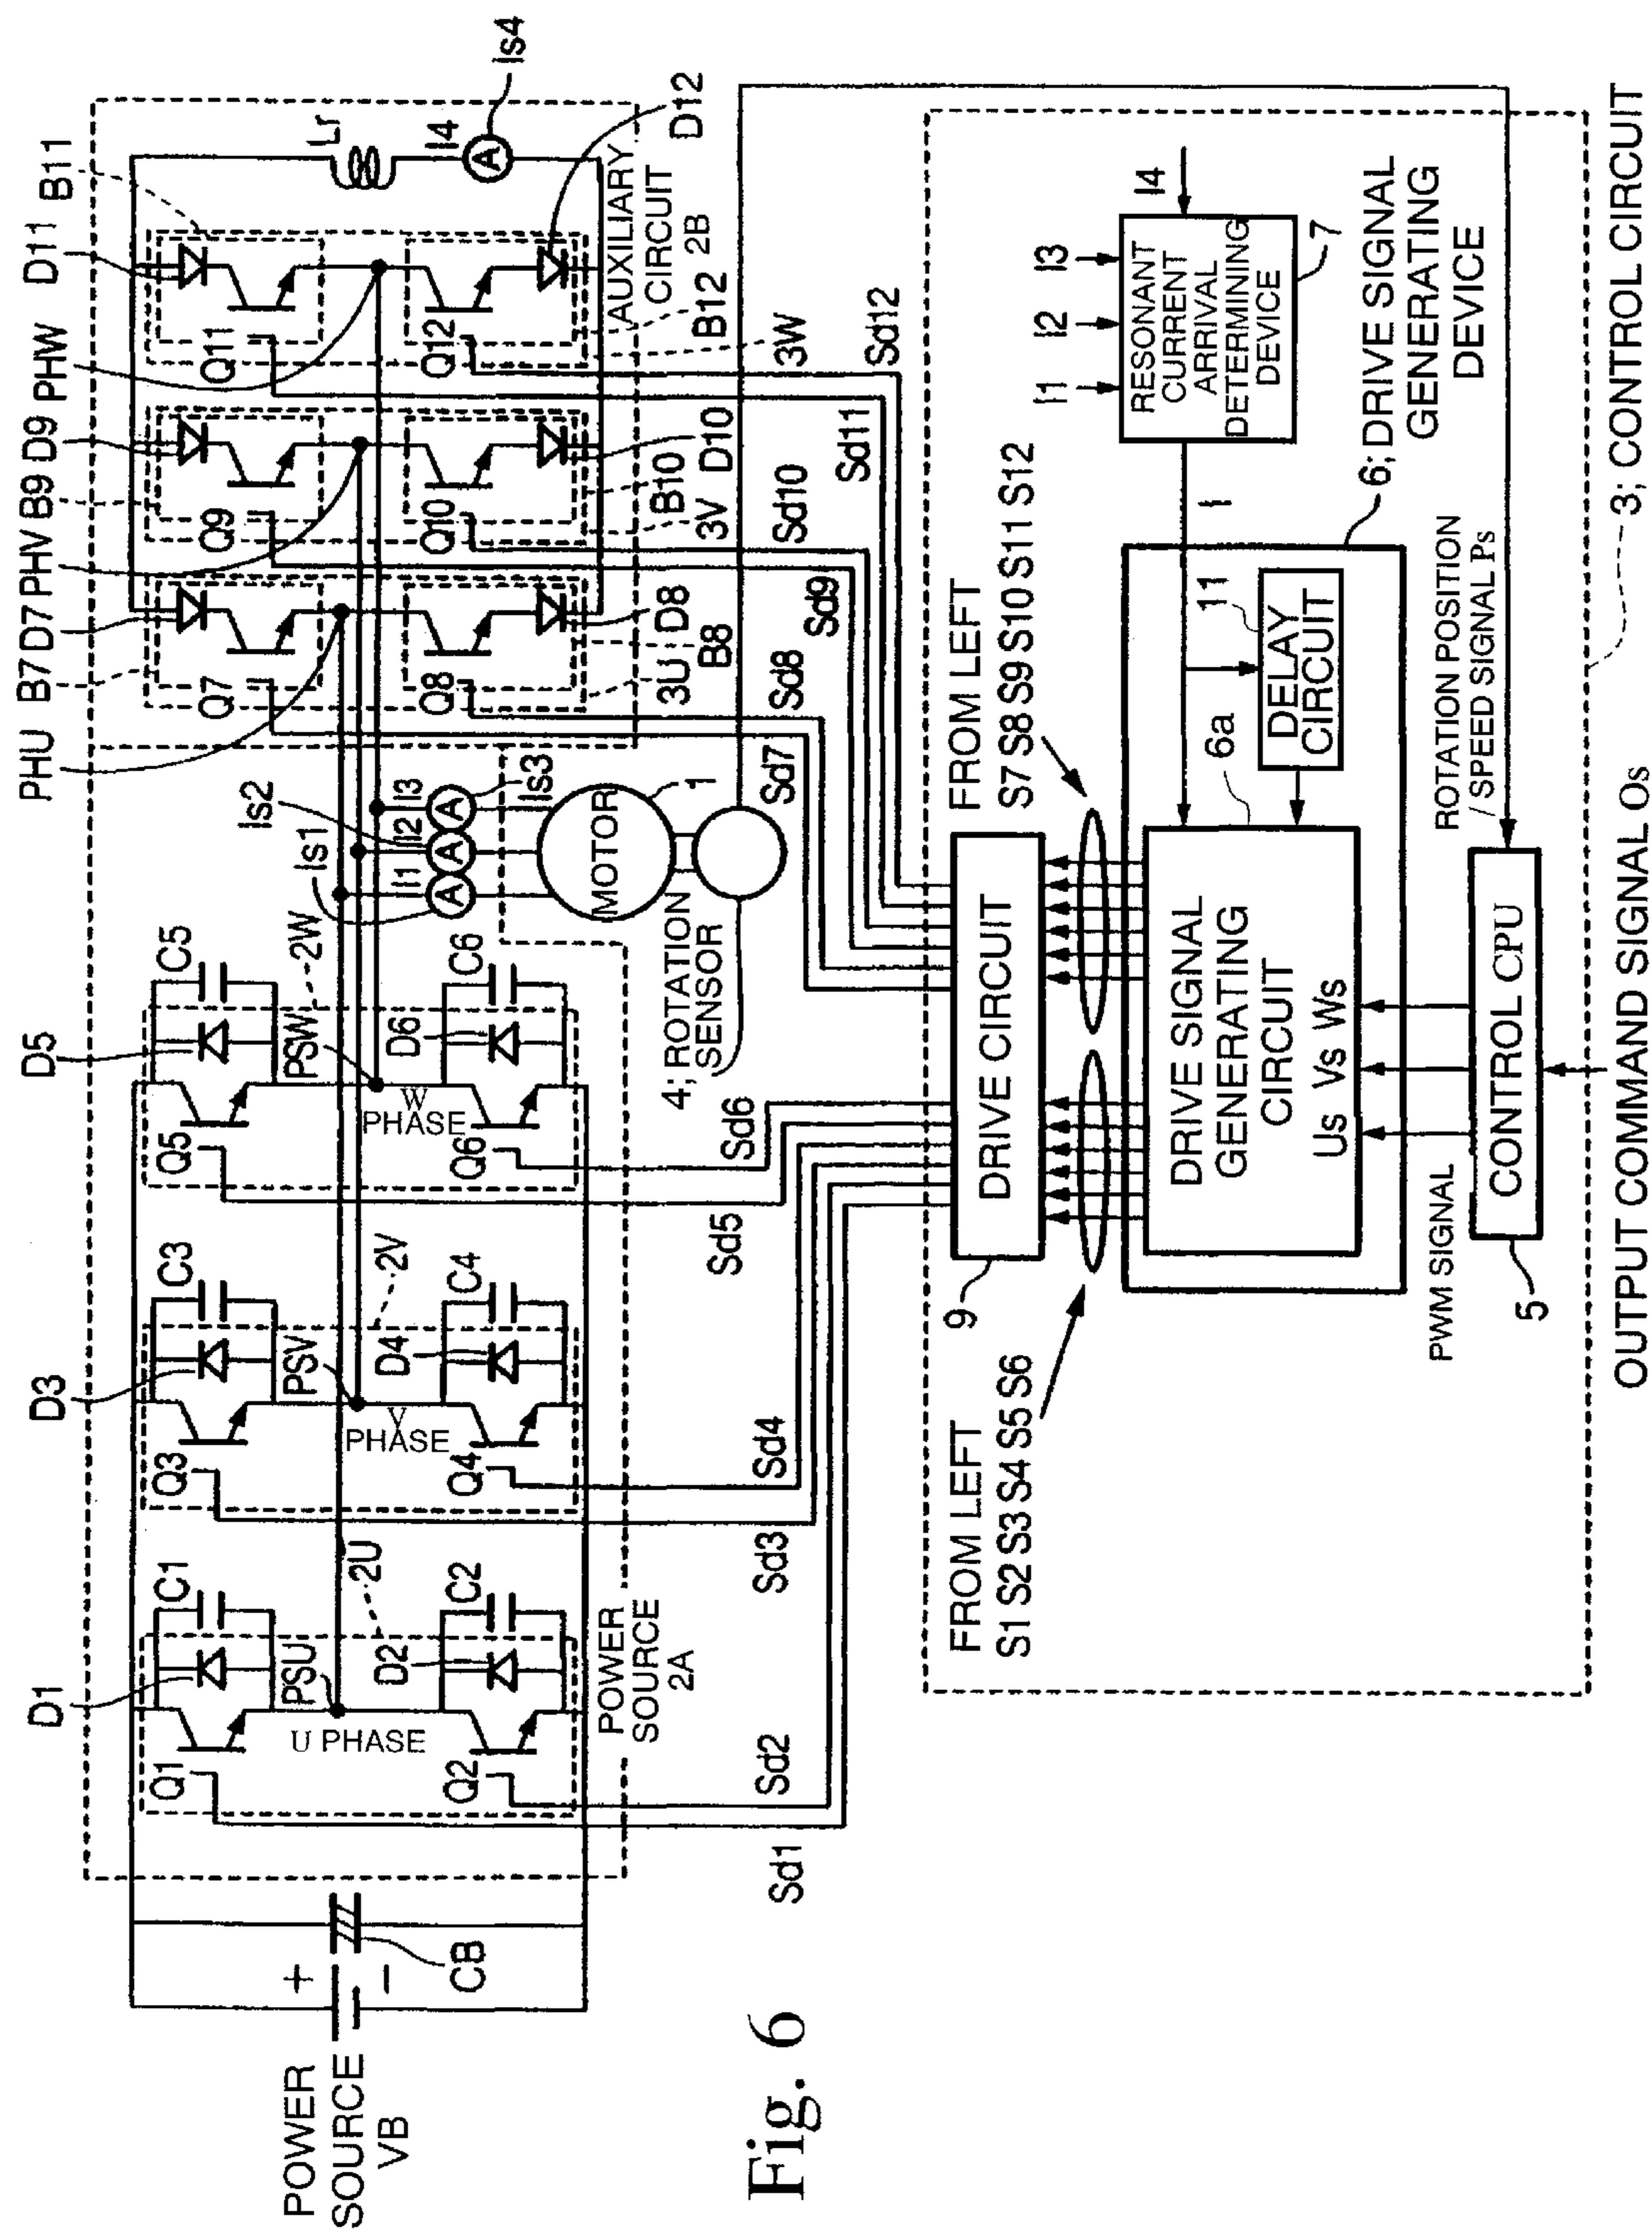 D1
D3
D5
PHU
B7
D7
PHV
B9
D9
PHW
D11
B11
Q1
C1
Q3
C3
Q5
C5
Is1
Is2
Q7
Q9
Q11
Lr
POWER
SOURCE
VB
+
−
CB
PSU
U PHASE
2U
PSV
V
PHASE
2V
PSW
W
PHASE
2W
I1
I2
I3
Is3
I4
Is4
Q2
D2
C2
Q4
D4
C4
Q6
D6
C6
Q8
Q10
Q12
AUXILIARY
CIRCUIT
2B
D12
POWER
SOURCE
2A
MOTOR
1
4; ROTATION
SENSOR
3U
D8
B8
B10
3V
D10
B12
3W
Sd1
Sd2
Sd3
Sd4
Sd5
Sd6
Sd7
Sd8
Sd9
Sd10
Sd11
Sd12
FROM LEFT
S1 S2 S3 S4 S5 S6
FROM LEFT
S7 S8 S9 S10 S11 S12
9
DRIVE CIRCUIT
I1
I2
I3
I4
RESONANT
CURRENT
ARRIVAL
DETERMINING
DEVICE
7
I
DRIVE SIGNAL
GENERATING
CIRCUIT
Us Vs Ws
6a
11
DELAY
CIRCUIT
6; DRIVE SIGNAL
GENERATING
DEVICE
PWM SIGNAL
ROTATION POSITION
/ SPEED SIGNAL Ps
5
CONTROL CPU
3; CONTROL CIRCUIT
OUTPUT COMMAND SIGNAL Os
Fig. 6